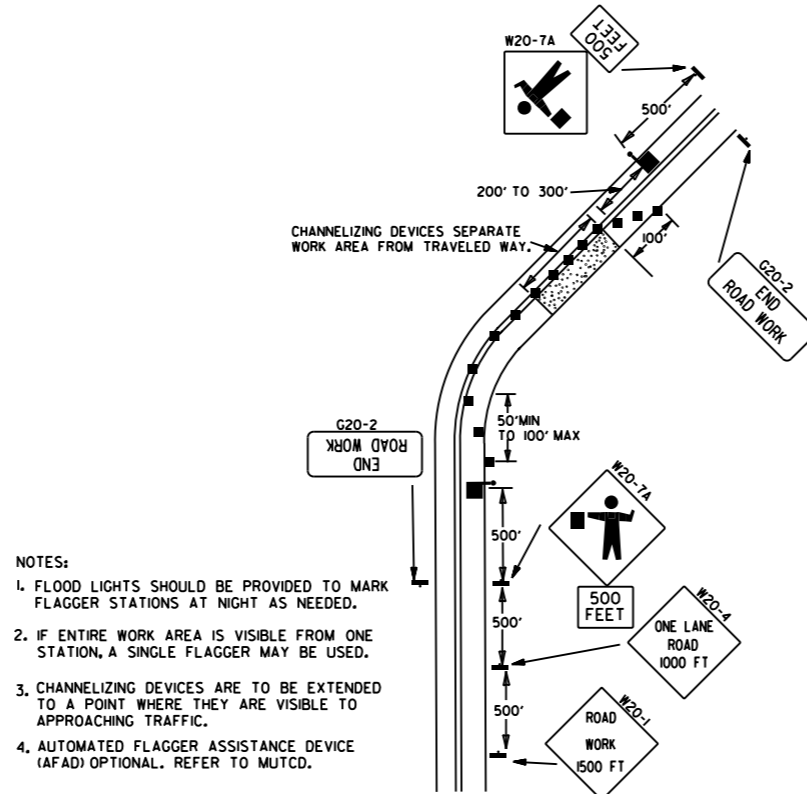 W20-7A
500
FEET
500'
200' TO 300'
CHANNELIZING DEVICES SEPARATE
WORK AREA FROM TRAVELED WAY.
100'
G20-2
END
ROAD WORK
50' MIN
TO 100' MAX
G20-2
END
ROAD WORK
W20-7A
500'
500
FEET
500'
W20-4
ONE LANE
ROAD
1000 FT
500'
W20-1
ROAD
WORK
1500 FT
NOTES:
1. FLOOD LIGHTS SHOULD BE PROVIDED TO MARK
FLAGGER STATIONS AT NIGHT AS NEEDED.
2. IF ENTIRE WORK AREA IS VISIBLE FROM ONE
STATION, A SINGLE FLAGGER MAY BE USED.
3. CHANNELIZING DEVICES ARE TO BE EXTENDED
TO A POINT WHERE THEY ARE VISIBLE TO
APPROACHING TRAFFIC.
4. AUTOMATED FLAGGER ASSISTANCE DEVICE
(AFAD) OPTIONAL. REFER TO MUTCD.